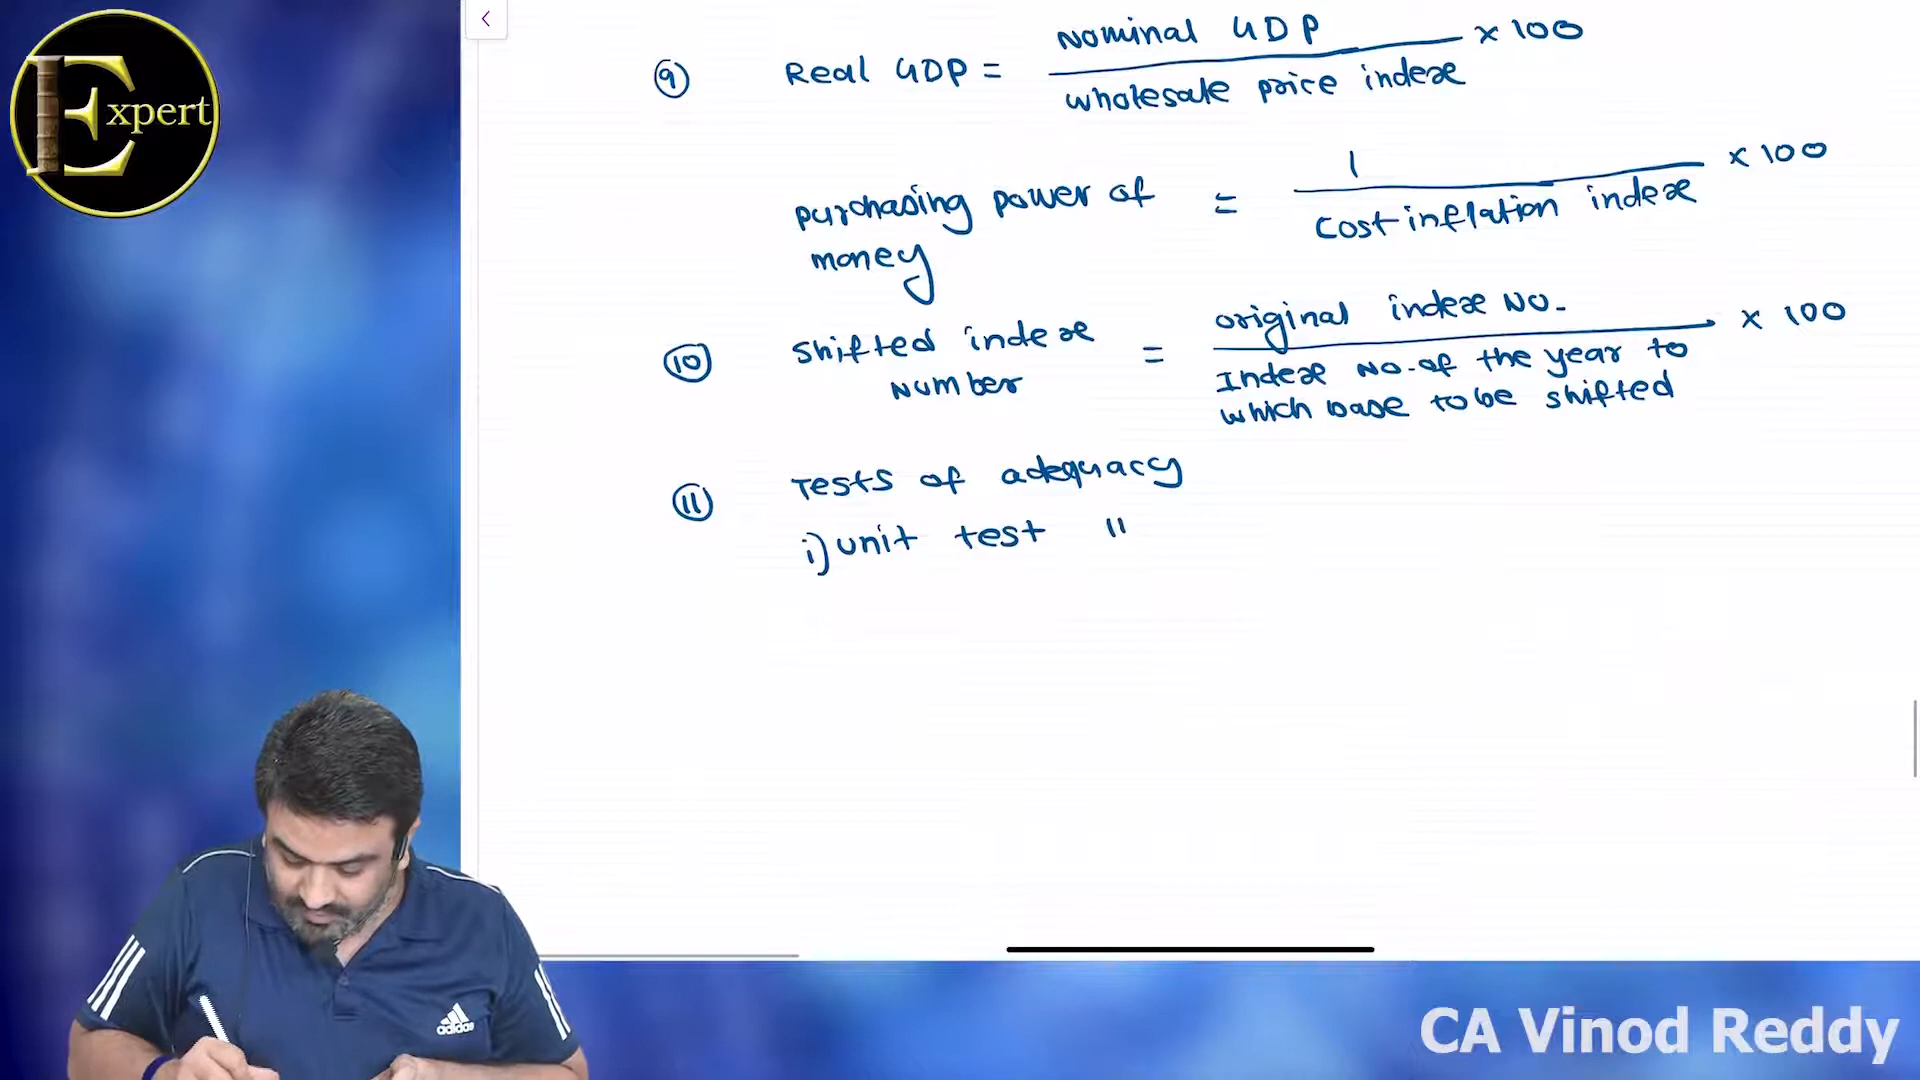 Expert
<
⑨ Real GDP = Nominal GDP / wholesale price index × 100
purchasing power of money = 1 / cost inflation index × 100
⑩ Shifted index Number = original index No. / Index No. of the year to which base to be shifted × 100
⑪ Tests of adequacy
i) unit test "
adidas
CA Vinod Reddy